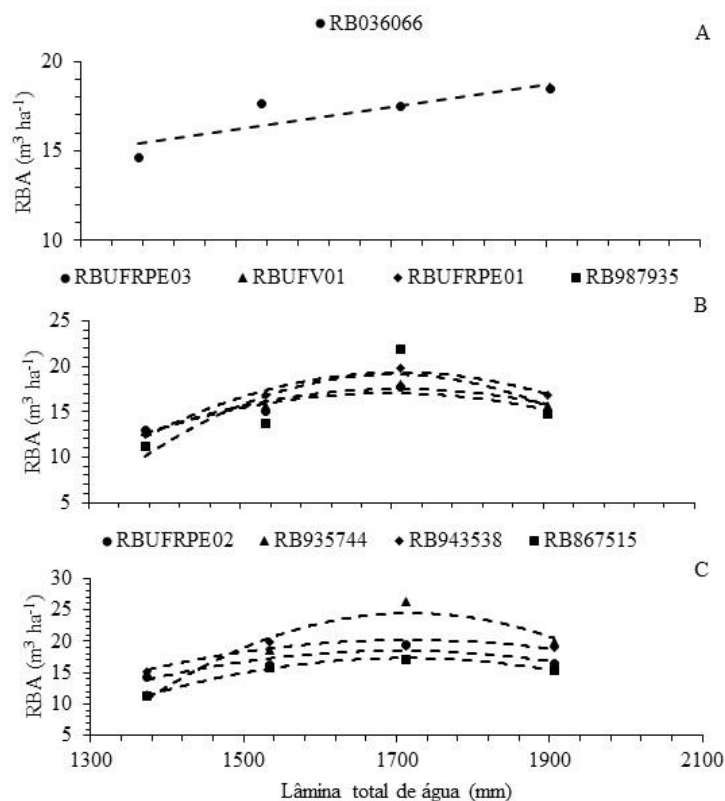 RB036066
A
20
15
10
RBA (m³ ha⁻¹)
RBUFRPE03 RBUFV01 RBUFRPE01 RB987935
B
25
20
15
10
5
RBA (m³ ha⁻¹)
RBUFRPE02 RB935744 RB943538 RB867515
C
30
25
20
15
10
5
RBA (m³ ha⁻¹)
1300 1500 1700 1900 2100
Lâmina total de água (mm)